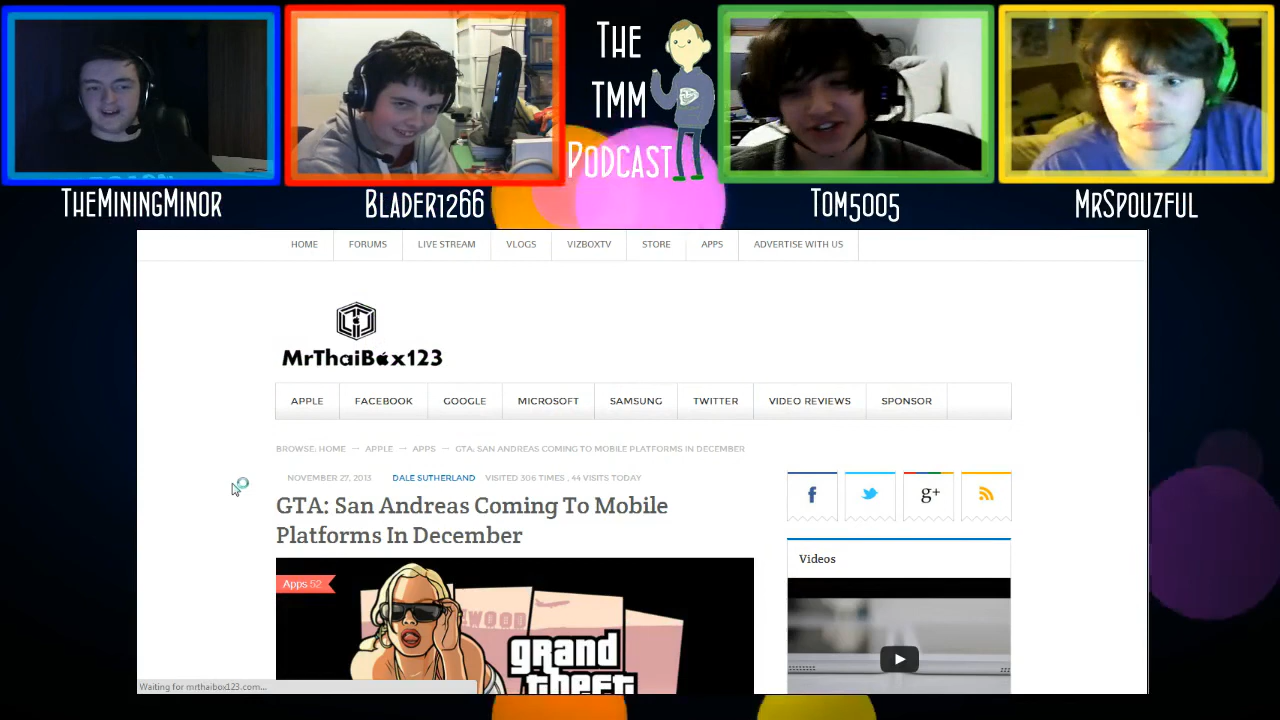 THE
TMM
PODCAST
THEMININGMINOR
BLADER1266
TOM5005
MRSPOUZFUL
HOME
FORUMS
LIVE STREAM
VLOGS
VIZBOXTV
STORE
APPS
ADVERTISE WITH US
MrThaiBox123
APPLE
FACEBOOK
GOOGLE
MICROSOFT
SAMSUNG
TWITTER
VIDEO REVIEWS
SPONSOR
BROWSE: HOME → APPLE → APPS → GTA: SAN ANDREAS COMING TO MOBILE PLATFORMS IN DECEMBER
NOVEMBER 27, 2013 DALE SUTHERLAND VISITED 306 TIMES , 44 VISITS TODAY
GTA: San Andreas Coming To Mobile
Platforms In December
f
g+
Videos
Apps 52
EWOOD
grand
theft
Waiting for mrthaibox123.com...